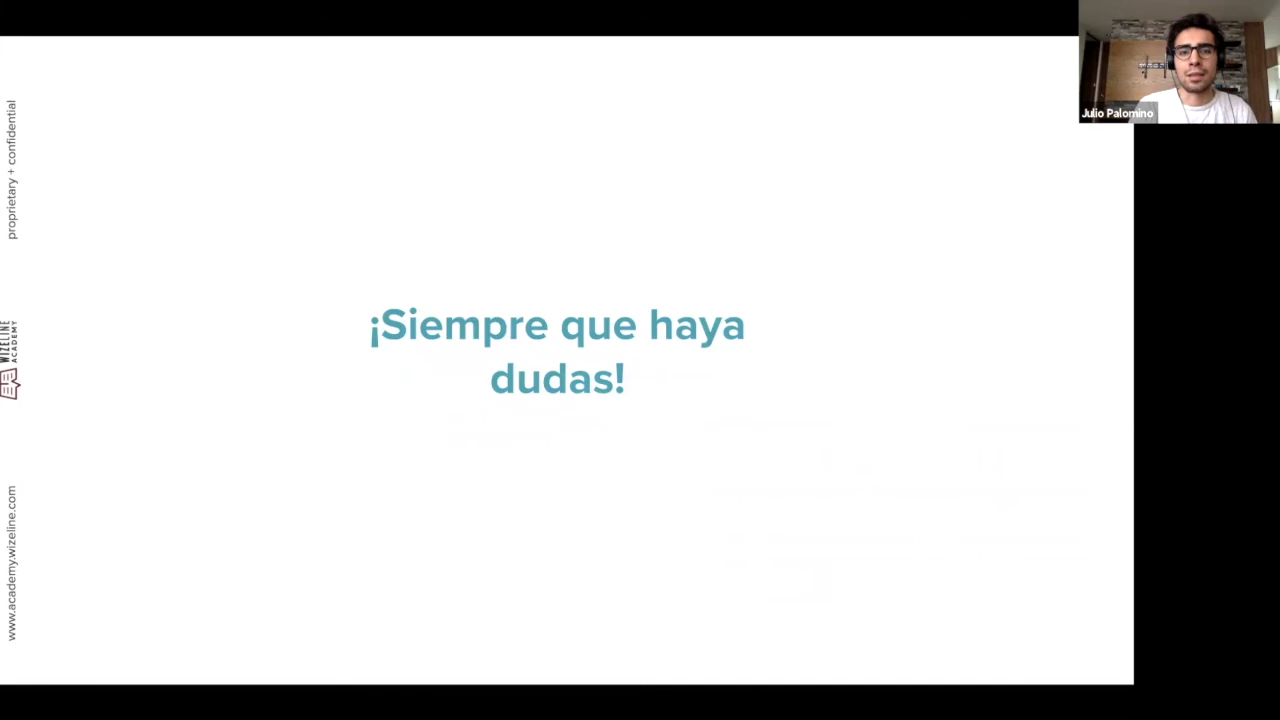 proprietary + confidential
WIZELINE
ACADEMY
www.academy.wizeline.com
¡Siempre que haya
dudas!
Julio Palomino